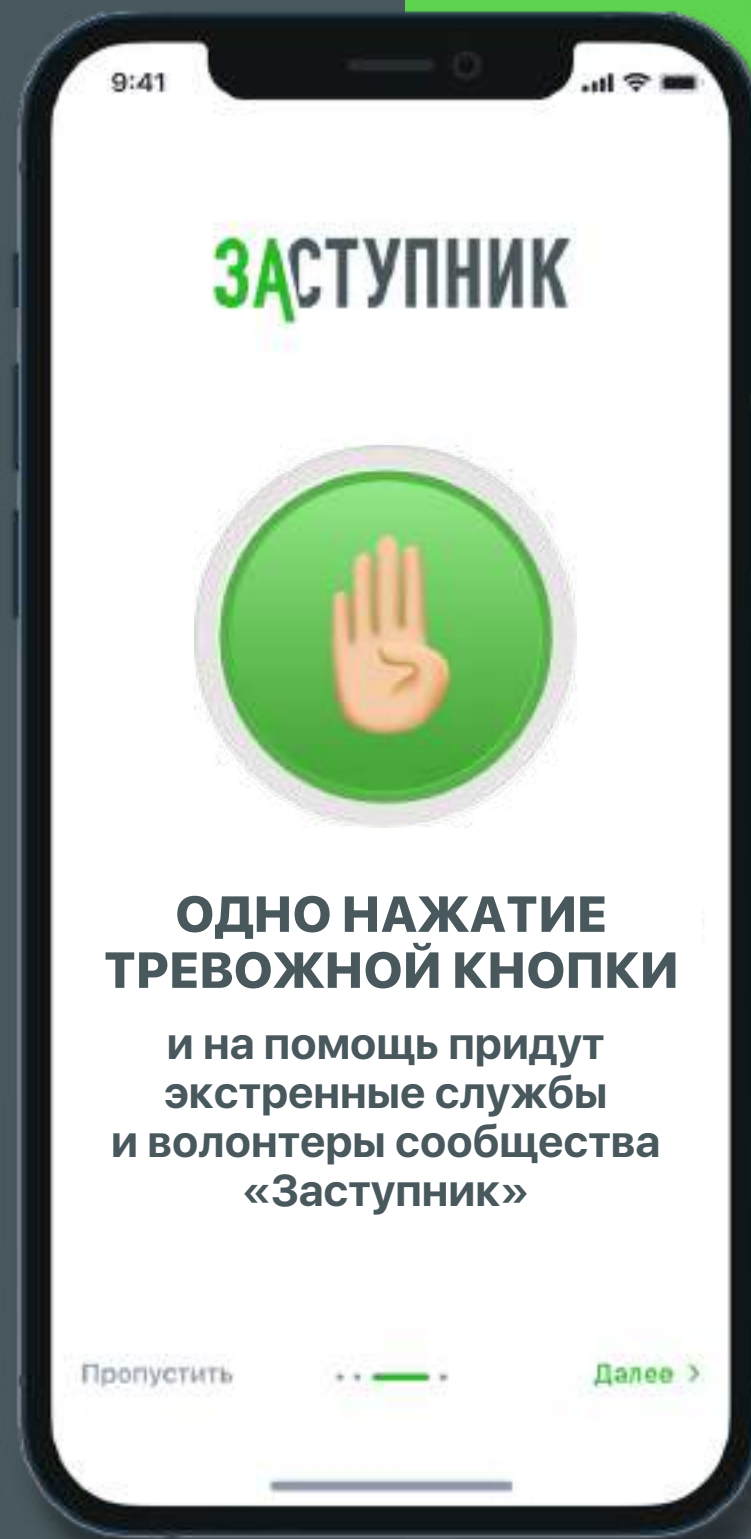 9:41
ЗАСТУПНИК
ОДНО НАЖАТИЕ
ТРЕВОЖНОЙ КНОПКИ
и на помощь придут
экстренные службы
и волонтеры сообщества
«Заступник»
Пропустить
Далее >